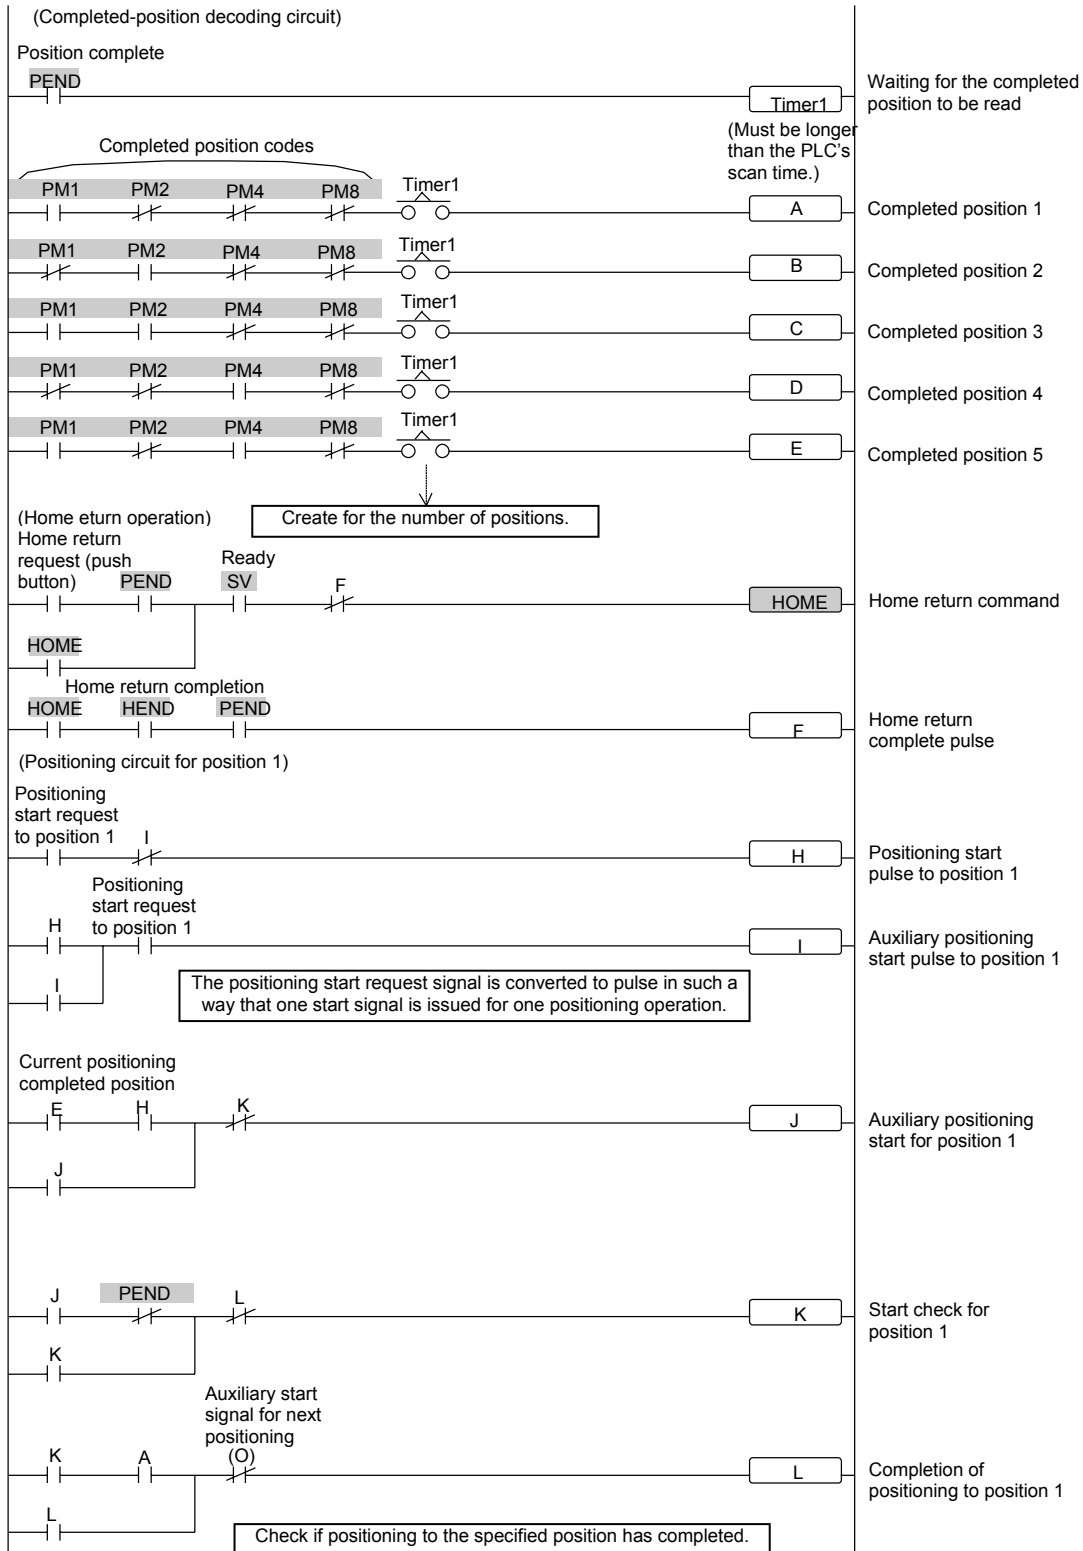 (Completed-position decoding circuit)
Position complete
PEND
Timer1
Waiting for the completed
position to be read
(Must be longer
than the PLC's
scan time.)
Completed position codes
PM1 PM2 PM4 PM8 Timer1
A
Completed position 1
PM1 PM2 PM4 PM8 Timer1
B
Completed position 2
PM1 PM2 PM4 PM8 Timer1
C
Completed position 3
PM1 PM2 PM4 PM8 Timer1
D
Completed position 4
PM1 PM2 PM4 PM8 Timer1
E
Completed position 5
Create for the number of positions.
(Home eturn operation)
Home return
request (push
button)
PEND
Ready
SV
F
HOME
Home return command
HOME
Home return completion
HOME HEND PEND
F
Home return
complete pulse
(Positioning circuit for position 1)
Positioning
start request
to position 1
I
H
Positioning start
pulse to position 1
Positioning
start request
to position 1
H
I
Auxiliary positioning
start pulse to position 1
I
The positioning start request signal is converted to pulse in such a
way that one start signal is issued for one positioning operation.
Current positioning
completed position
E H K
J
Auxiliary positioning
start for position 1
J
J PEND L
K
Start check for
position 1
K
Auxiliary start
signal for next
positioning
(O)
K A
L
Completion of
positioning to position 1
L
Check if positioning to the specified position has completed.